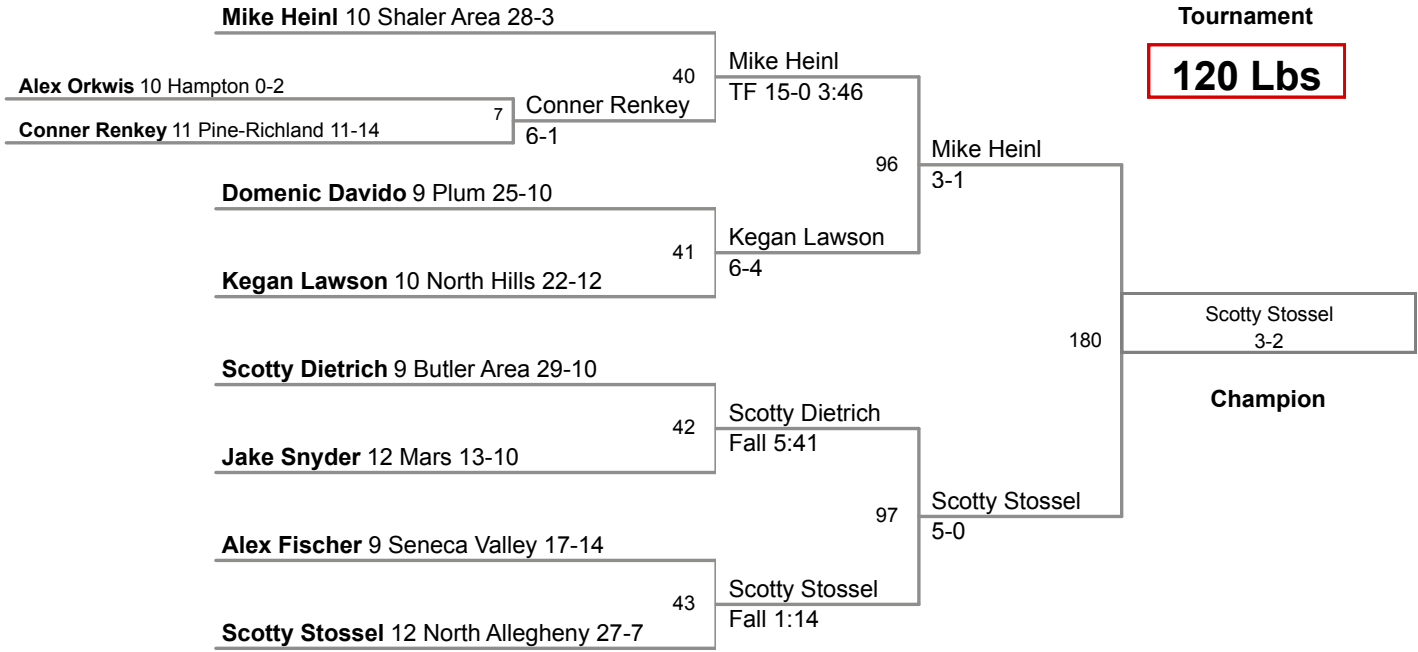 Mike Heinl 10 Shaler Area 28-3
Tournament
120 Lbs
Alex Orkwis 10 Hampton 0-2
7
Conner Renkey 11 Pine-Richland 11-14
Conner Renkey
6-1
40
Mike Heinl
TF 15-0 3:46
Domenic Davido 9 Plum 25-10
41
Kegan Lawson 10 North Hills 22-12
Kegan Lawson
6-4
96
Mike Heinl
3-1
Scotty Dietrich 9 Butler Area 29-10
42
Jake Snyder 12 Mars 13-10
Scotty Dietrich
Fall 5:41
Alex Fischer 9 Seneca Valley 17-14
43
Scotty Stossel 12 North Allegheny 27-7
Scotty Stossel
Fall 1:14
97
Scotty Stossel
5-0
180
Scotty Stossel
3-2
Champion